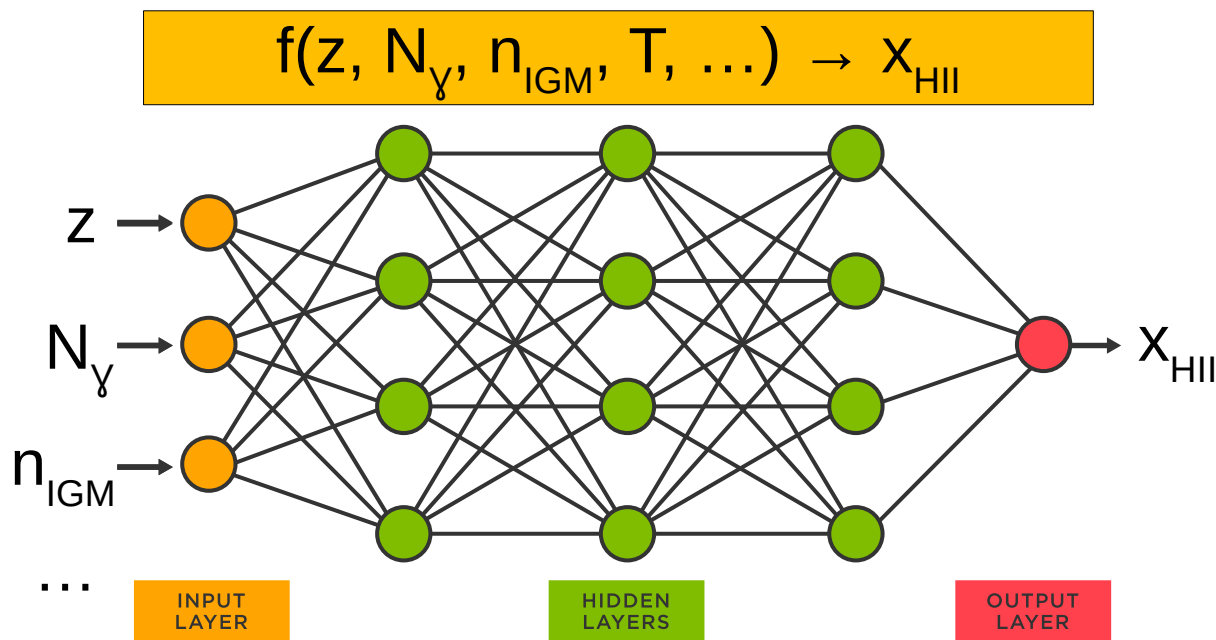 f(z, Nγ, nIGM, T, …) → xHII
z
Nγ
xHII
nIGM
…
INPUT
LAYER
HIDDEN
LAYERS
OUTPUT
LAYER